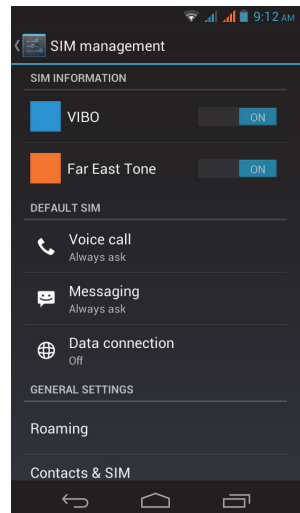 9:12 AM
SIM management
SIM INFORMATION
VIBO
ON
Far East Tone
ON
DEFAULT SIM
Voice call
Always ask
Messaging
Always ask
Data connection
Off
GENERAL SETTINGS
Roaming
Contacts & SIM